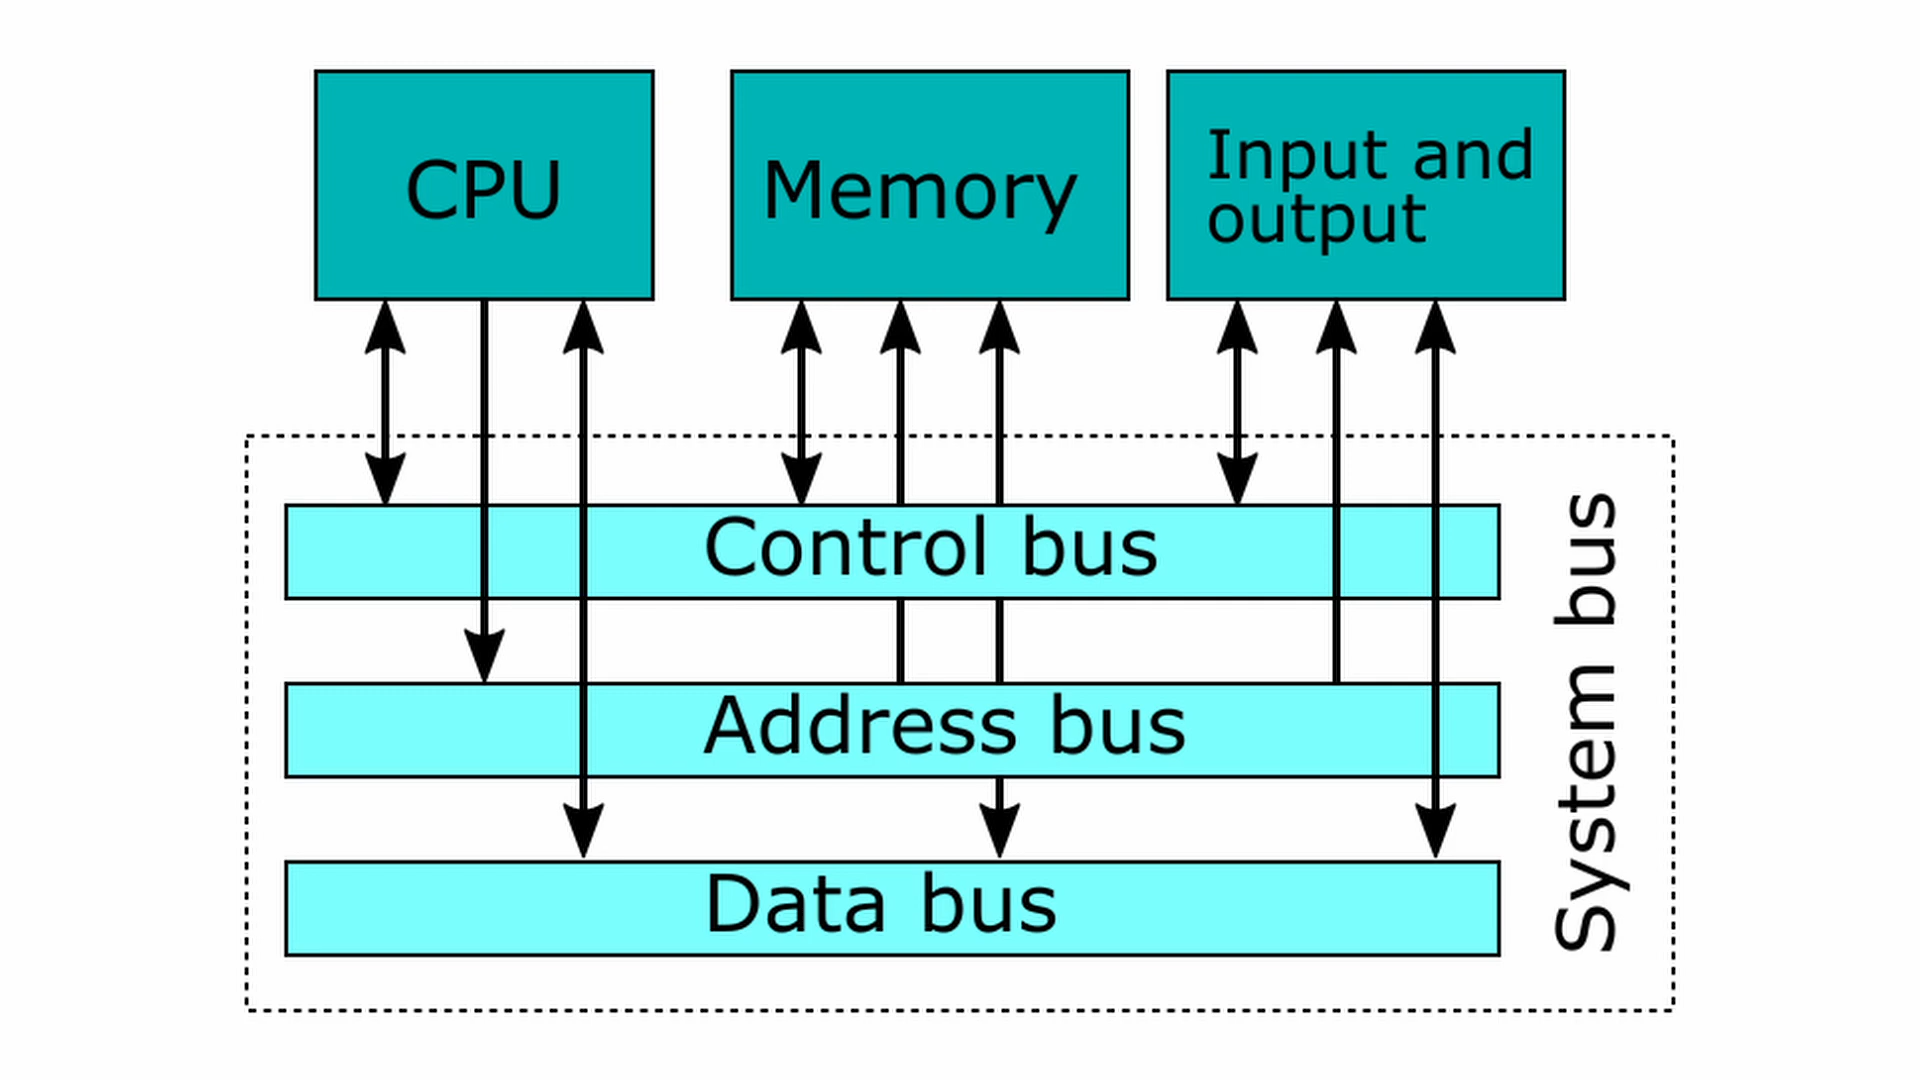 CPU
Memory
Input and
output
Control bus
Address bus
Data bus
System bus